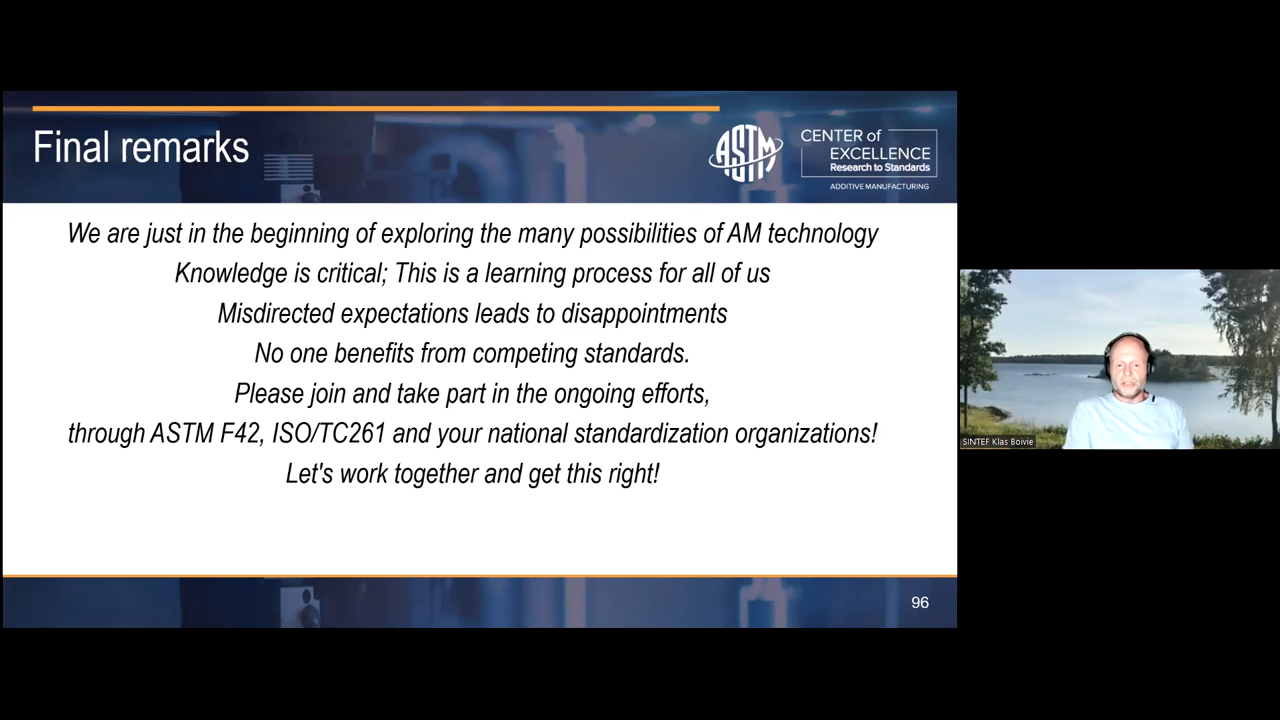 Final remarks
ASTM
CENTER of
EXCELLENCE
Research to Standards
ADDITIVE MANUFACTURING
We are just in the beginning of exploring the many possibilities of AM technology
Knowledge is critical; This is a learning process for all of us
Misdirected expectations leads to disappointments
No one benefits from competing standards.
Please join and take part in the ongoing efforts,
through ASTM F42, ISO/TC261 and your national standardization organizations!
Let's work together and get this right!
96
SINTEF Klas Boivie